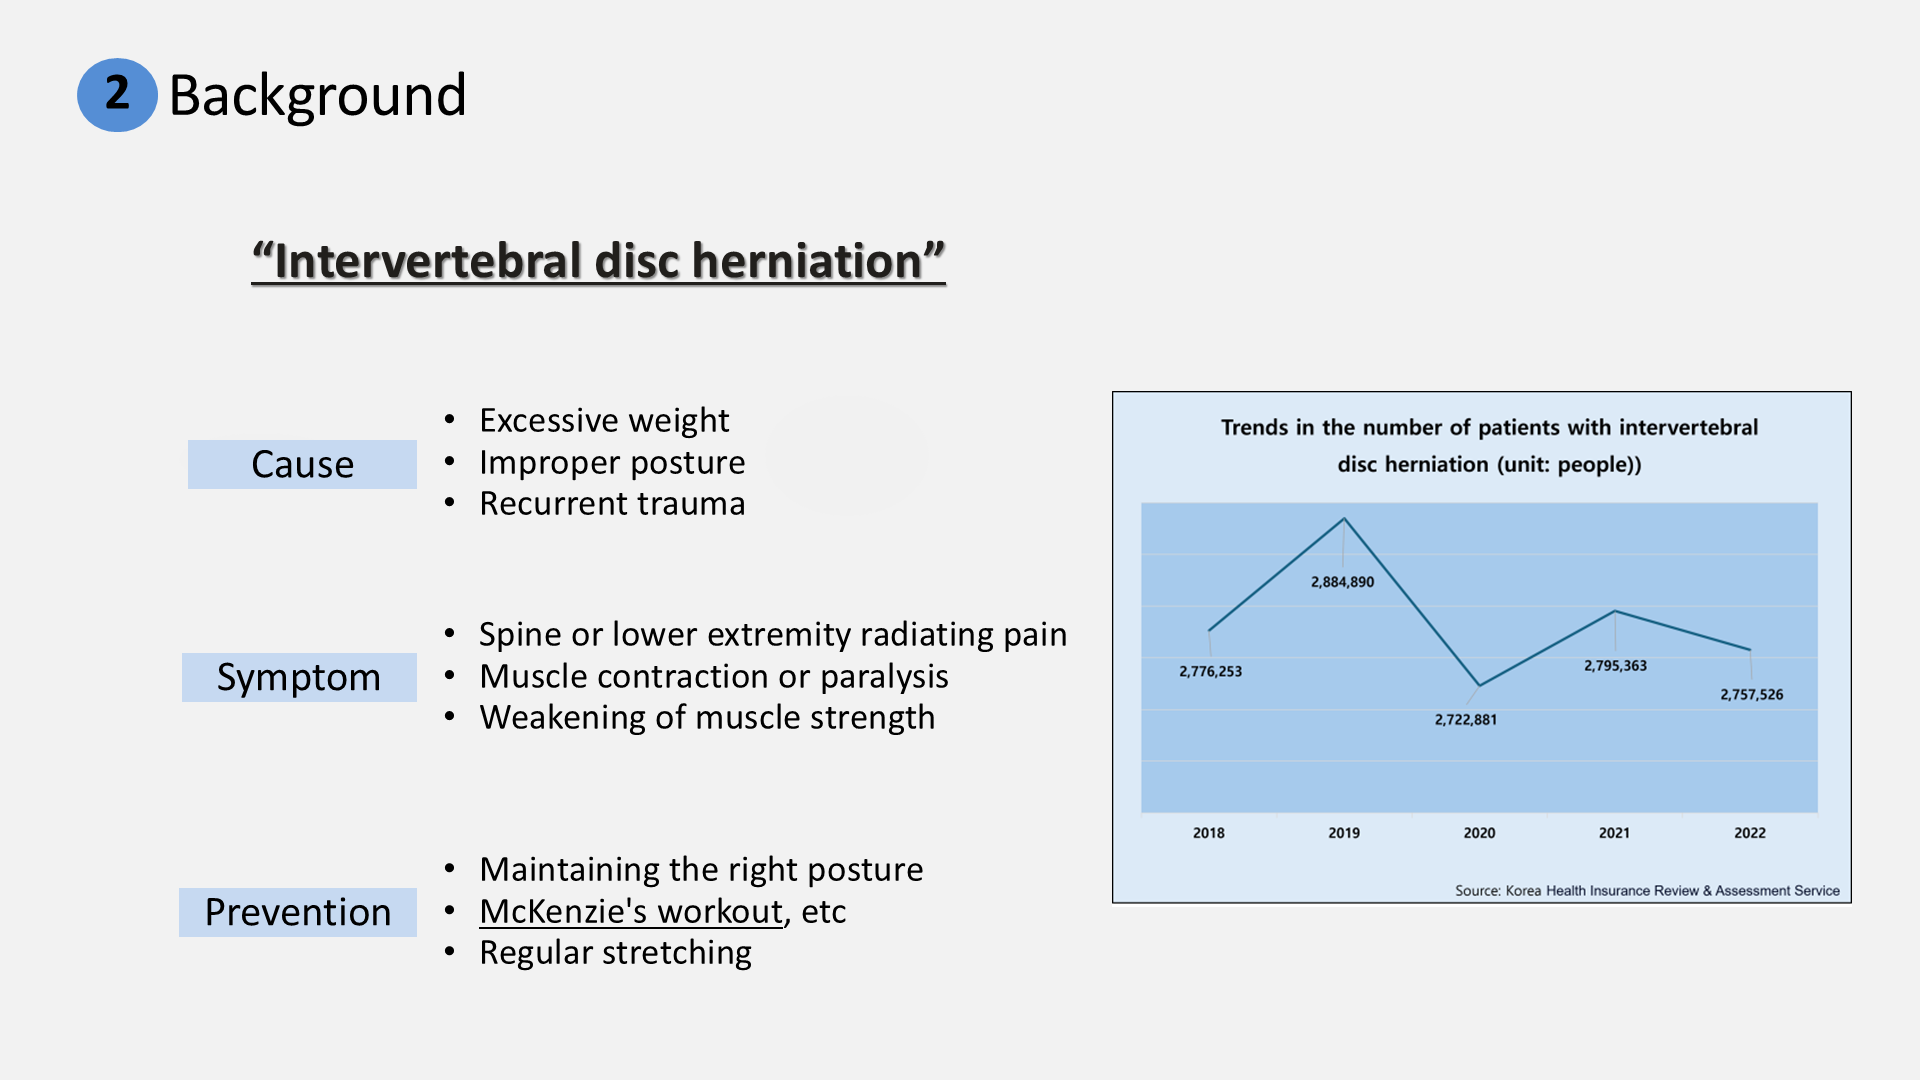 2 Background
“Intervertebral disc herniation”
Cause
• Excessive weight
• Improper posture
• Recurrent trauma
Symptom
• Spine or lower extremity radiating pain
• Muscle contraction or paralysis
• Weakening of muscle strength
Prevention
• Maintaining the right posture
• McKenzie's workout, etc
• Regular stretching
Trends in the number of patients with intervertebral
disc herniation (unit: people))
2,884,890
2,776,253
2,795,363
2,757,526
2,722,881
2018 2019 2020 2021 2022
Source: Korea Health Insurance Review & Assessment Service